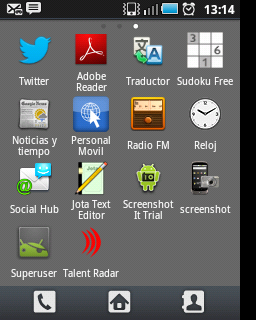 13:14
Twitter
Adobe
Reader
Traductor
Sudoku Free
Noticias y
tiempo
Personal
Movil
Radio FM
Reloj
Social Hub
Jota Text
Editor
Screenshot
It Trial
screenshot
Superuser
Talent Radar